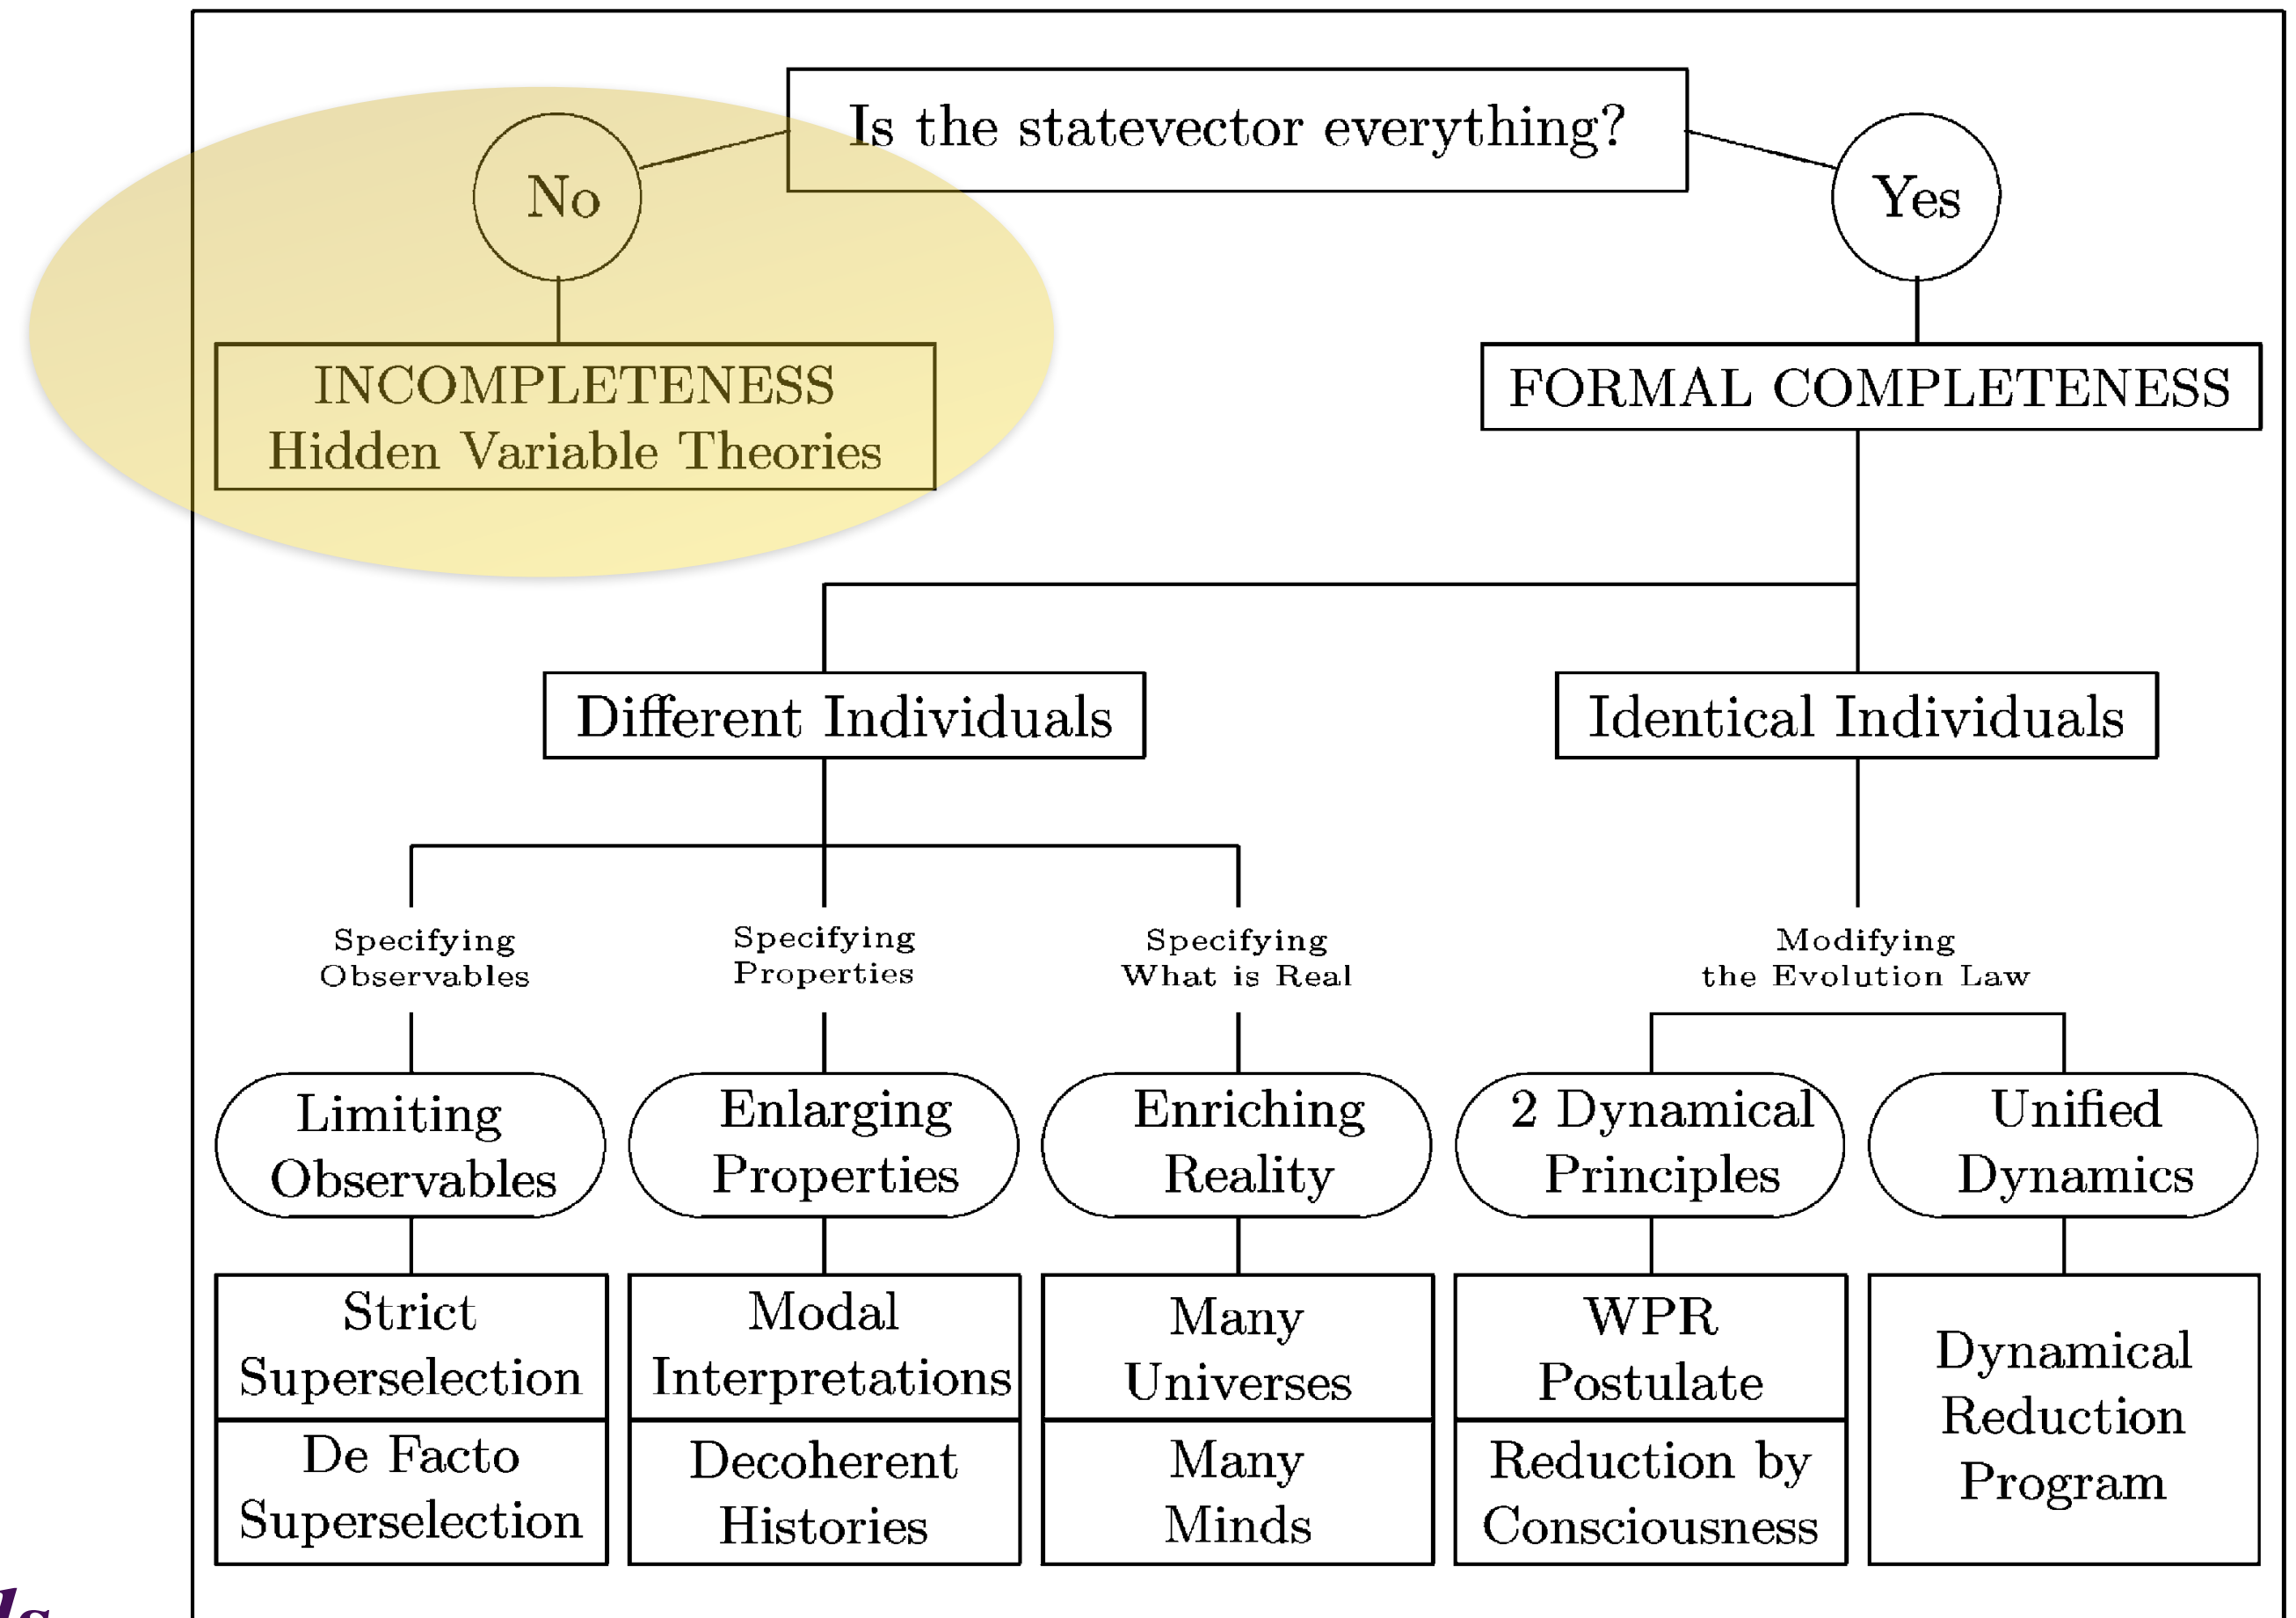 Is the statevector everything?
No
Yes
INCOMPLETENESS
Hidden Variable Theories
FORMAL COMPLETENESS
Different Individuals
Identical Individuals
Specifying
Observables
Specifying
Properties
Specifying
What is Real
Modifying
the Evolution Law
Limiting
Observables
Enlarging
Properties
Enriching
Reality
2 Dynamical
Principles
Unified
Dynamics
Strict
Superselection
De Facto
Superselection
Modal
Interpretations
Decoherent
Histories
Many
Universes
Many
Minds
WPR
Postulate
Reduction by
Consciousness
Dynamical
Reduction
Program